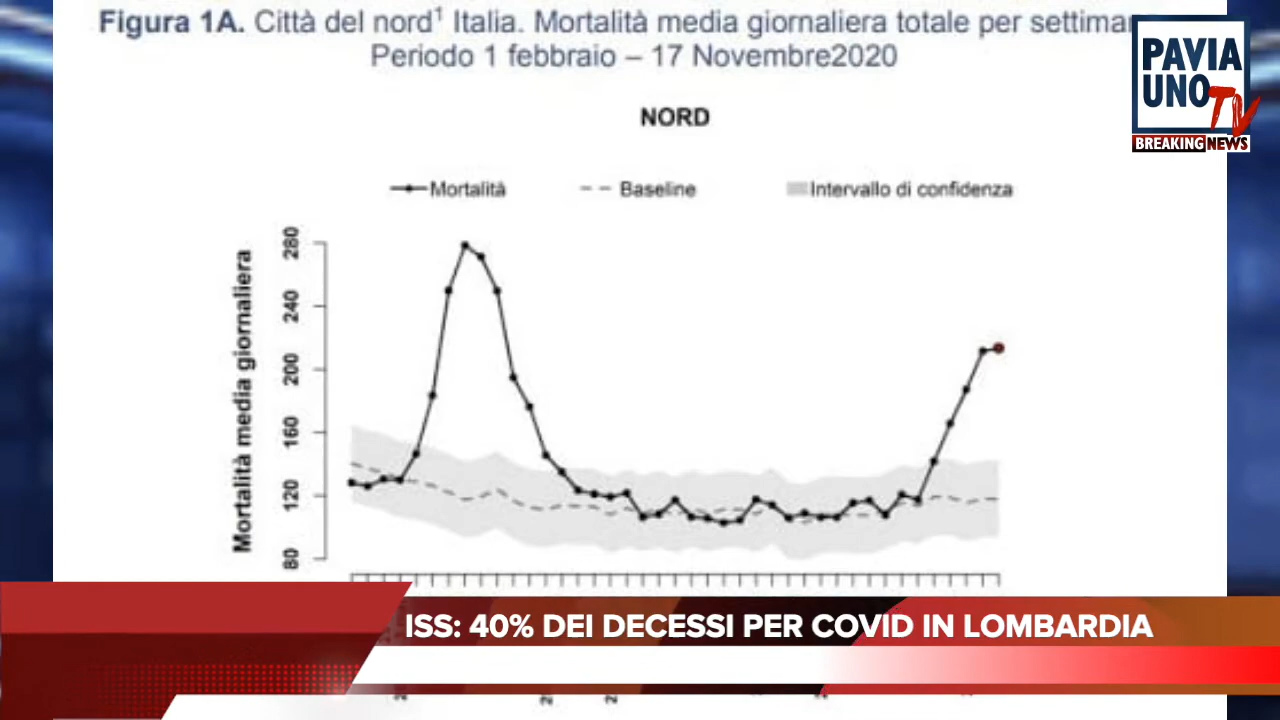 Figura 1A. Città del nord¹ Italia. Mortalità media giornaliera totale per
Periodo 1 febbraio – 17 Novembre2020
PAVIA
UNO
TV
BREAKING NEWS
NORD
Mortalità
Baseline
Intervallo di confidenza
Mortalità media giornaliera
280
240
200
160
120
80
ISS: 40% DEI DECESSI PER COVID IN LOMBARDIA